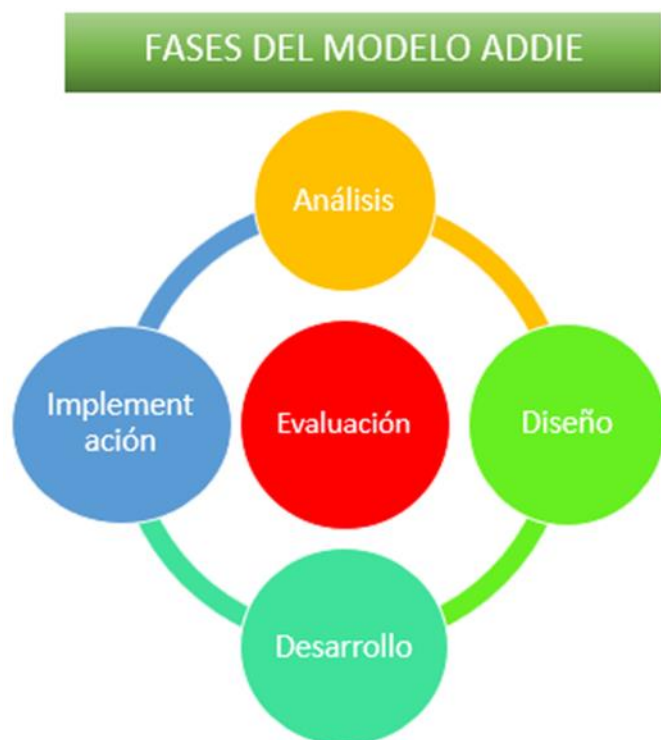 FASES DEL MODELO ADDIE
Análisis
Implement
ación
Evaluación
Diseño
Desarrollo